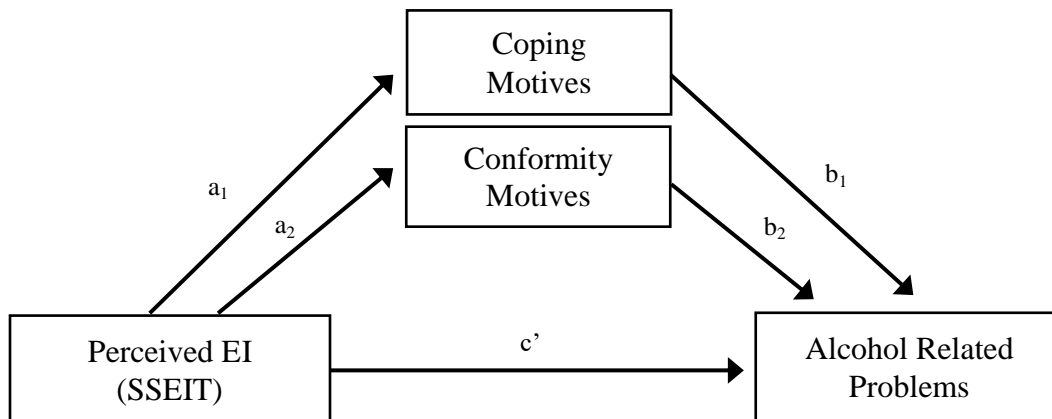 Coping
Motives
Conformity
Motives
a₁
a₂
b₁
b₂
c’
Perceived EI
(SSEIT)
Alcohol Related
Problems